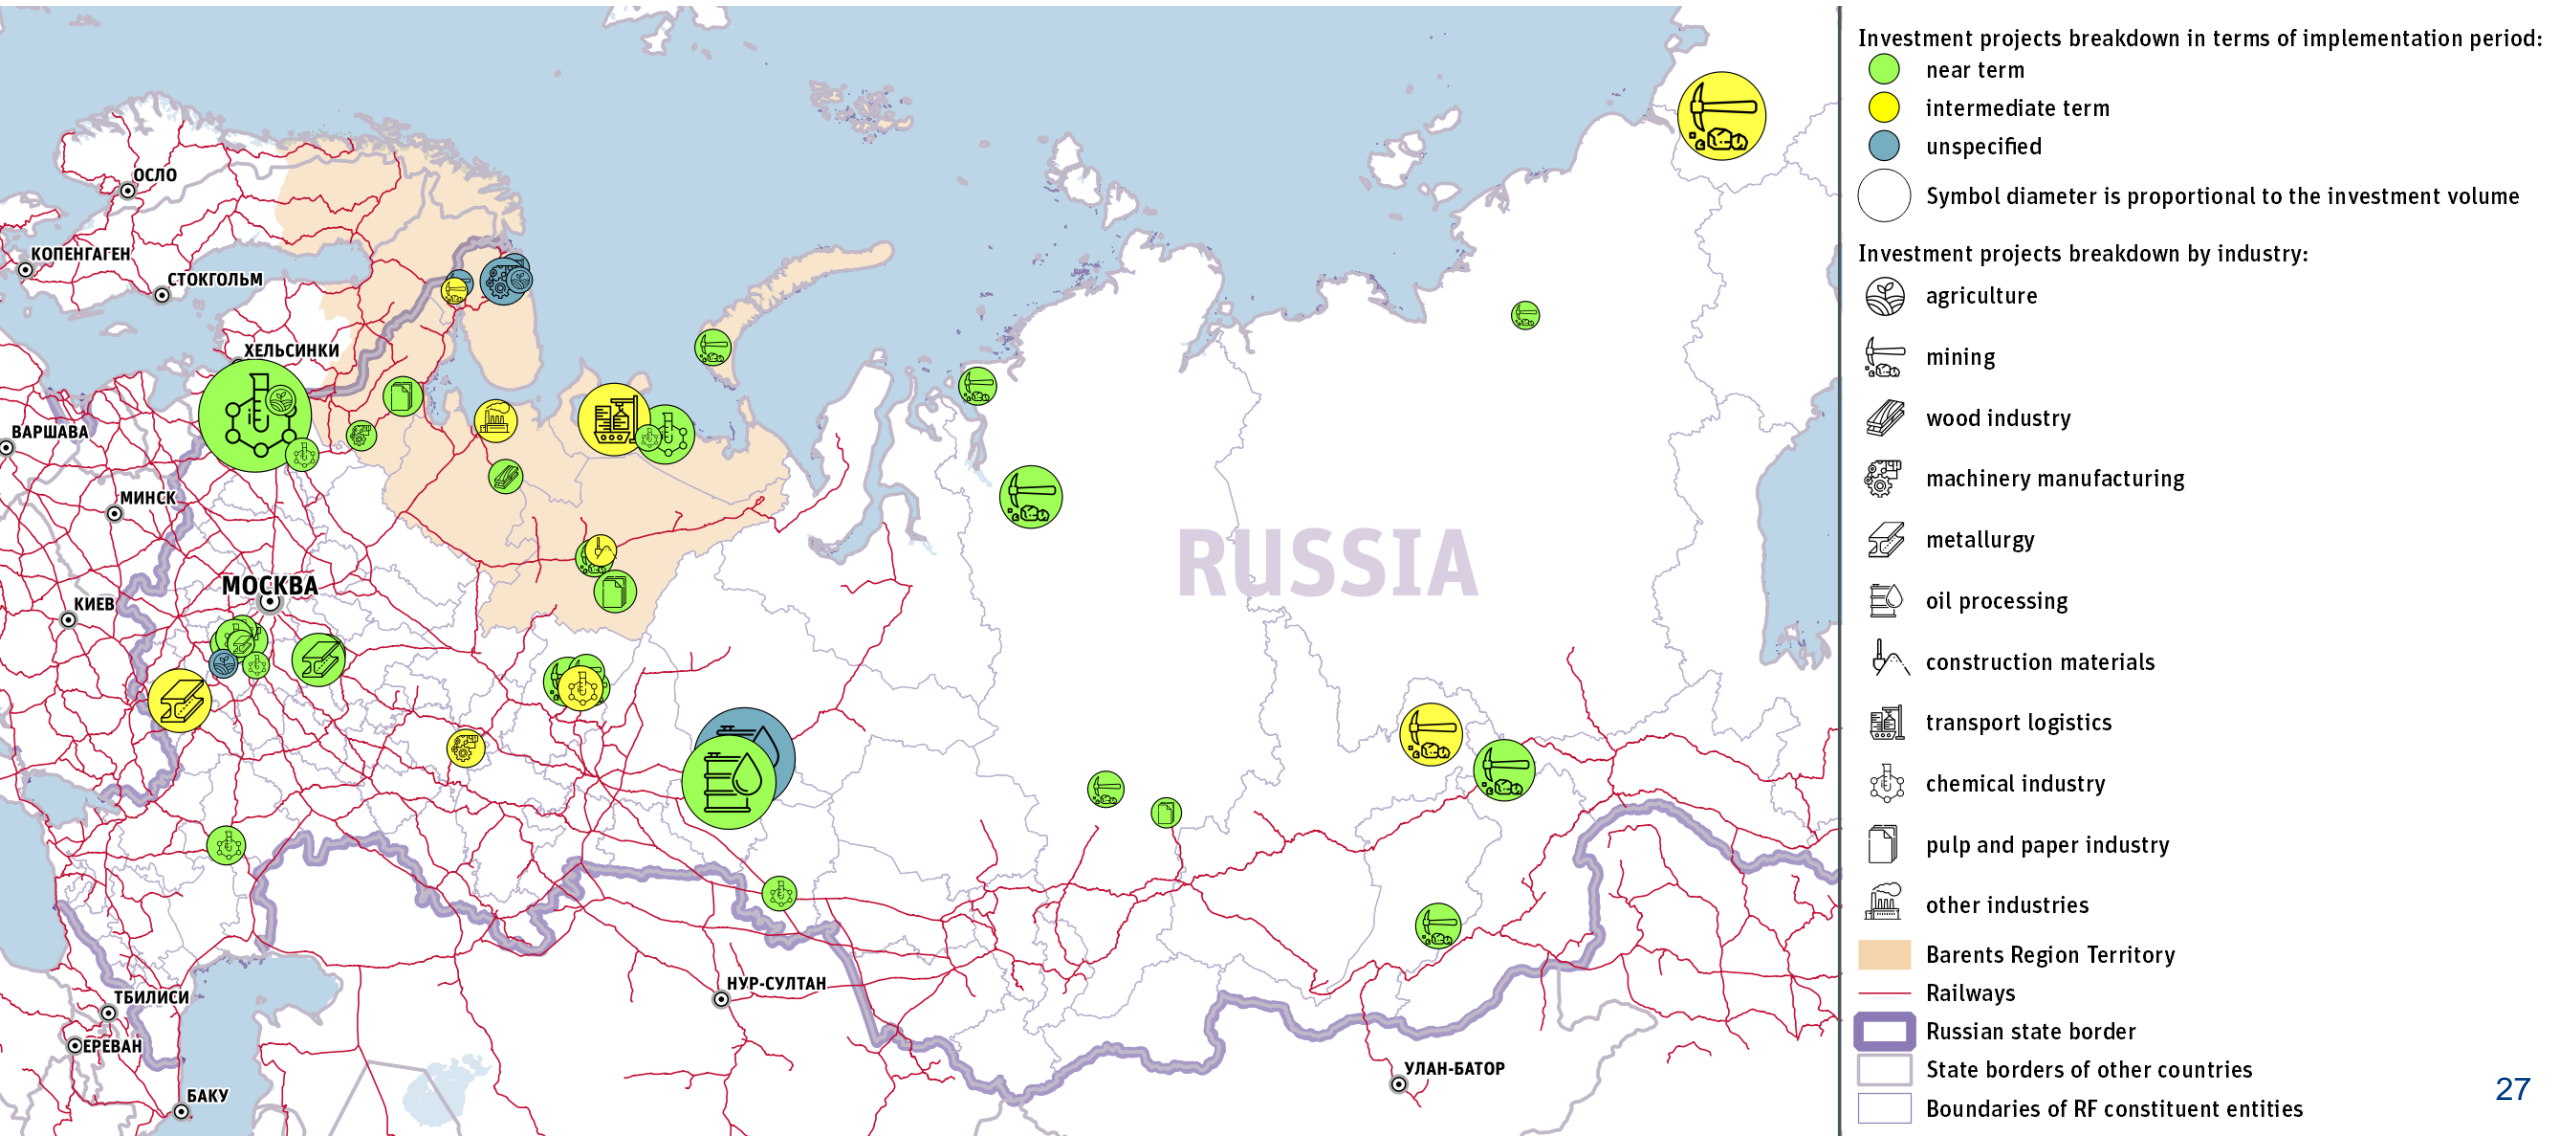 ОСЛО
КОПЕНГАГЕН
СТОКГОЛЬМ
ХЕЛЬСИНКИ
ВАРШАВА
МИНСК
МОСКВА
КИЕВ
RUSSIA
НУР-СУЛТАН
ТБИЛИСИ
ЕРЕВАН
БАКУ
УЛАН-БАТОР
Investment projects breakdown in terms of implementation period:
near term
intermediate term
unspecified
Symbol diameter is proportional to the investment volume
Investment projects breakdown by industry:
agriculture
mining
wood industry
machinery manufacturing
metallurgy
oil processing
construction materials
transport logistics
chemical industry
pulp and paper industry
other industries
Barents Region Territory
Railways
Russian state border
State borders of other countries
Boundaries of RF constituent entities
27